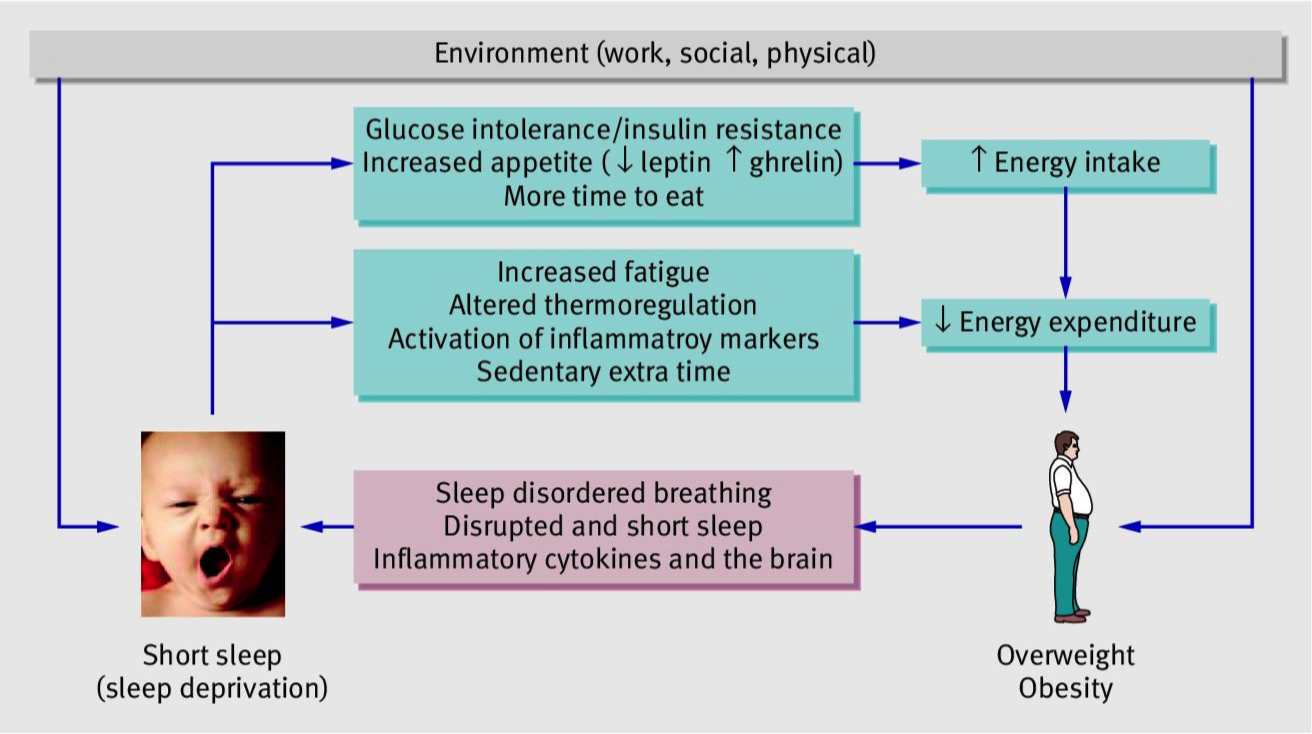 Environment (work, social, physical)
Glucose intolerance/insulin resistance
Increased appetite (↓ leptin ↑ ghrelin)
More time to eat
↑ Energy intake
Increased fatigue
Altered thermoregulation
Activation of inflammatroy markers
Sedentary extra time
↓ Energy expenditure
Sleep disordered breathing
Disrupted and short sleep
Inflammatory cytokines and the brain
Short sleep
(sleep deprivation)
Overweight
Obesity